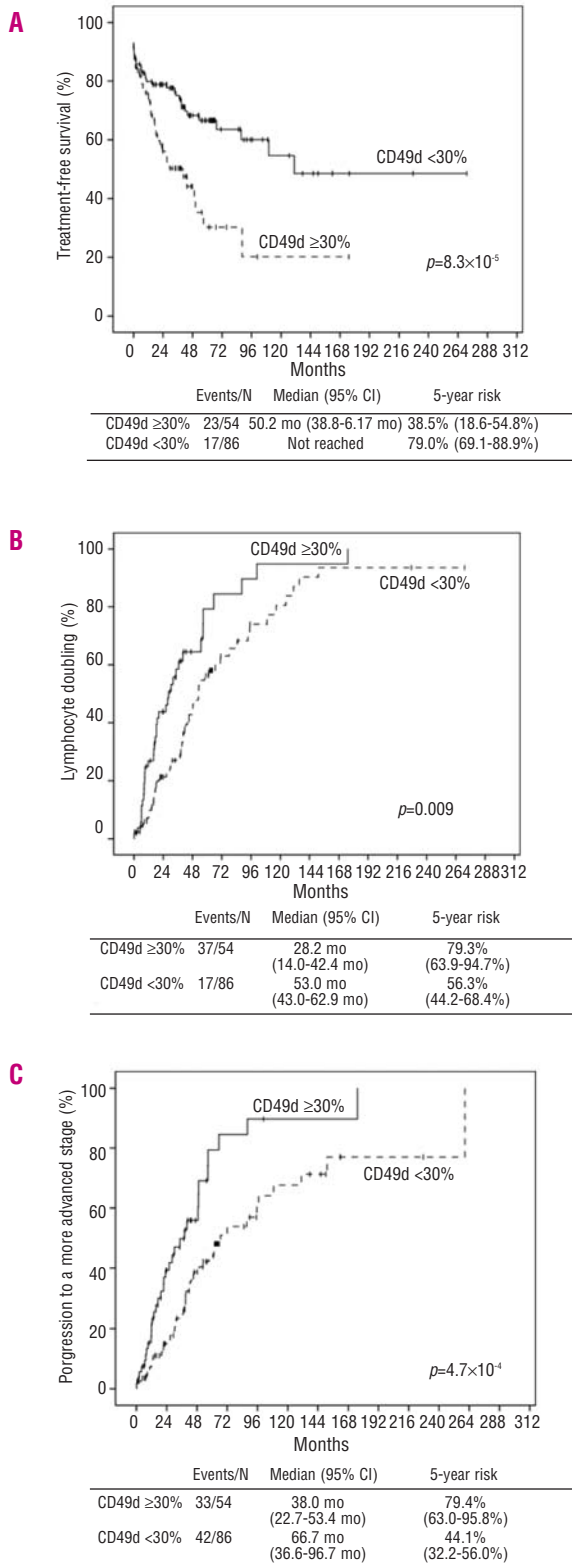 A
Treatment-free survival (%)
100
80
60
40
20
0
CD49d <30%
CD49d ≥30%
p=8.3×10-5
0 24 48 72 96 120 144 168 192 216 240 264 288 312
Months
Events/N Median (95% CI) 5-year risk
CD49d ≥30% 23/54 50.2 mo (38.8-6.17 mo) 38.5% (18.6-54.8%)
CD49d <30% 17/86 Not reached 79.0% (69.1-88.9%)
B
Lymphocyte doubling (%)
100
80
60
40
20
0
CD49d ≥30%
CD49d <30%
p=0.009
0 24 48 72 96 120 144 168 192 216 240 264 288 312
Months
Events/N Median (95% CI) 5-year risk
CD49d ≥30% 37/54 28.2 mo 79.3%
(14.0-42.4 mo) (63.9-94.7%)
CD49d <30% 17/86 53.0 mo 56.3%
(43.0-62.9 mo) (44.2-68.4%)
C
Porgression to a more advanced stage (%)
100
80
60
40
20
0
CD49d ≥30%
CD49d <30%
p=4.7×10-4
0 24 48 72 96 120 144 168 192 216 240 264 288 312
Months
Events/N Median (95% CI) 5-year risk
CD49d ≥30% 33/54 38.0 mo 79.4%
(22.7-53.4 mo) (63.0-95.8%)
CD49d <30% 42/86 66.7 mo 44.1%
(36.6-96.7 mo) (32.2-56.0%)